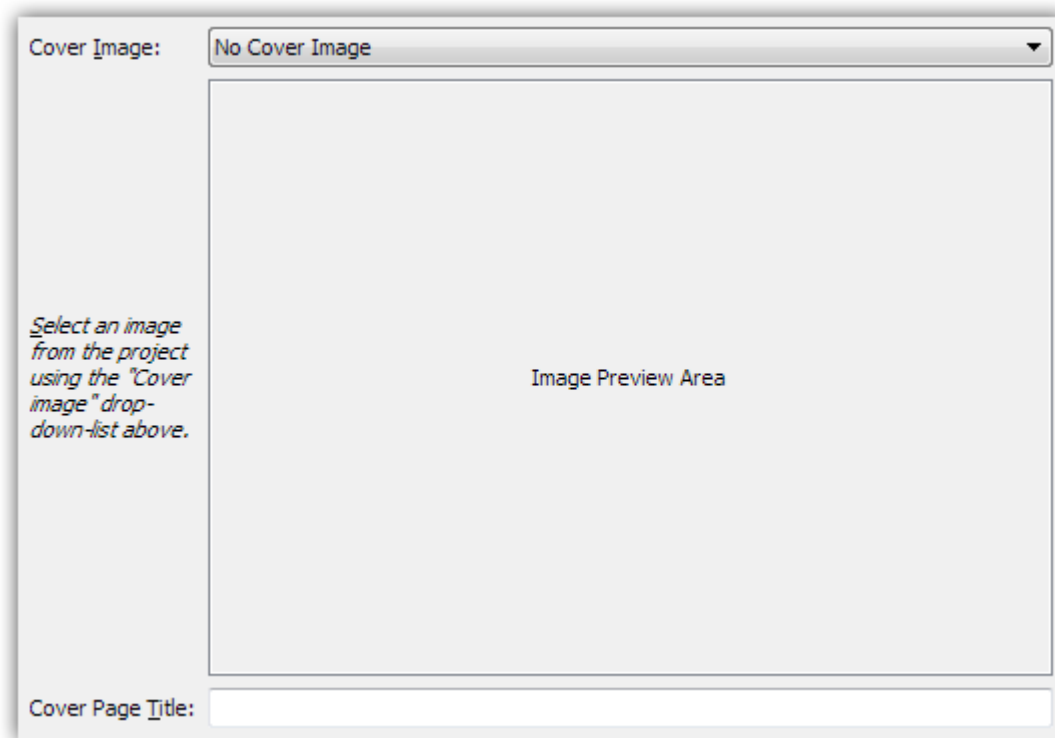 Cover Image:
No Cover Image
Select an image
from the project
using the "Cover
image" drop-
down-list above.
Image Preview Area
Cover Page Title: